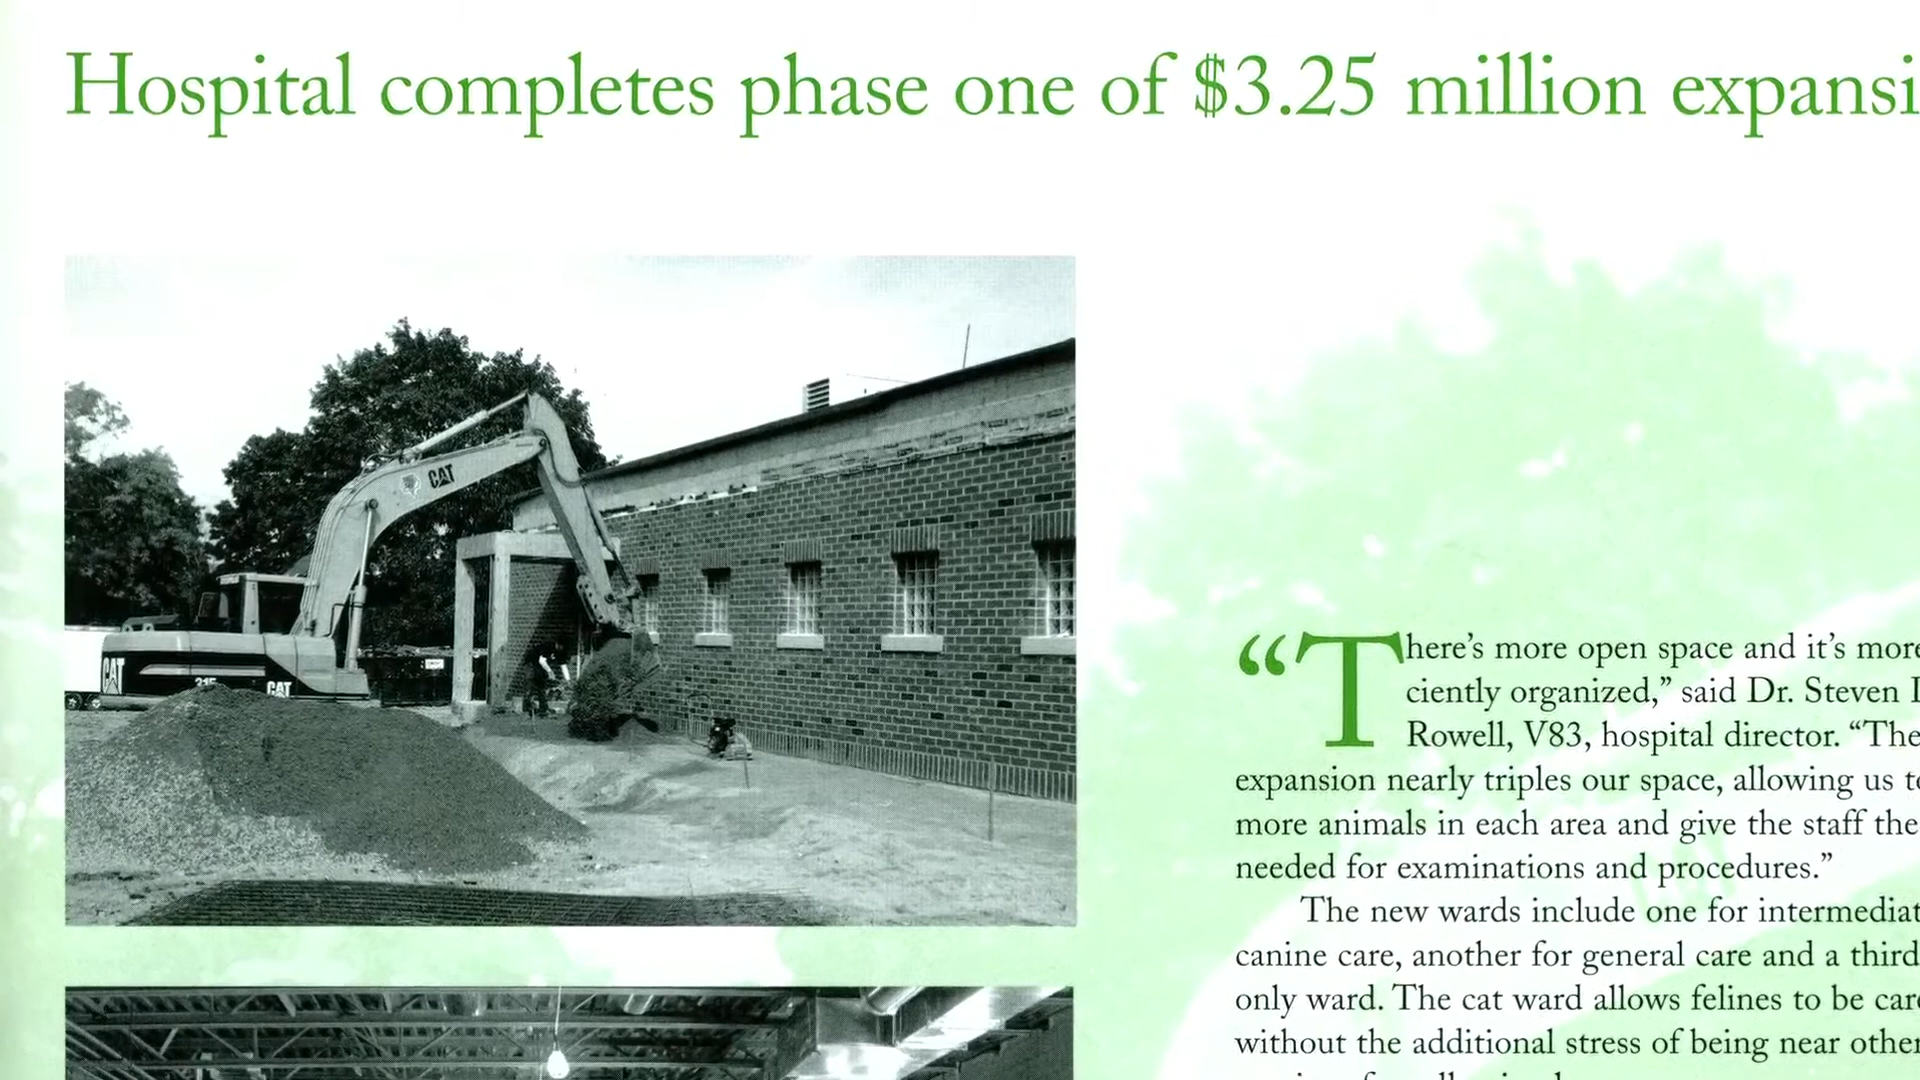 Hospital completes phase one of $3.25 million expansi
CAT
CAT
315
CAT
“There’s more open space and it’s more
ciently organized,” said Dr. Steven
Rowell, V83, hospital director. “The
expansion nearly triples our space, allowing us to
more animals in each area and give the staff the
needed for examinations and procedures.”
The new wards include one for intermediat
canine care, another for general care and a third
only ward. The cat ward allows felines to be care
without the additional stress of being near other